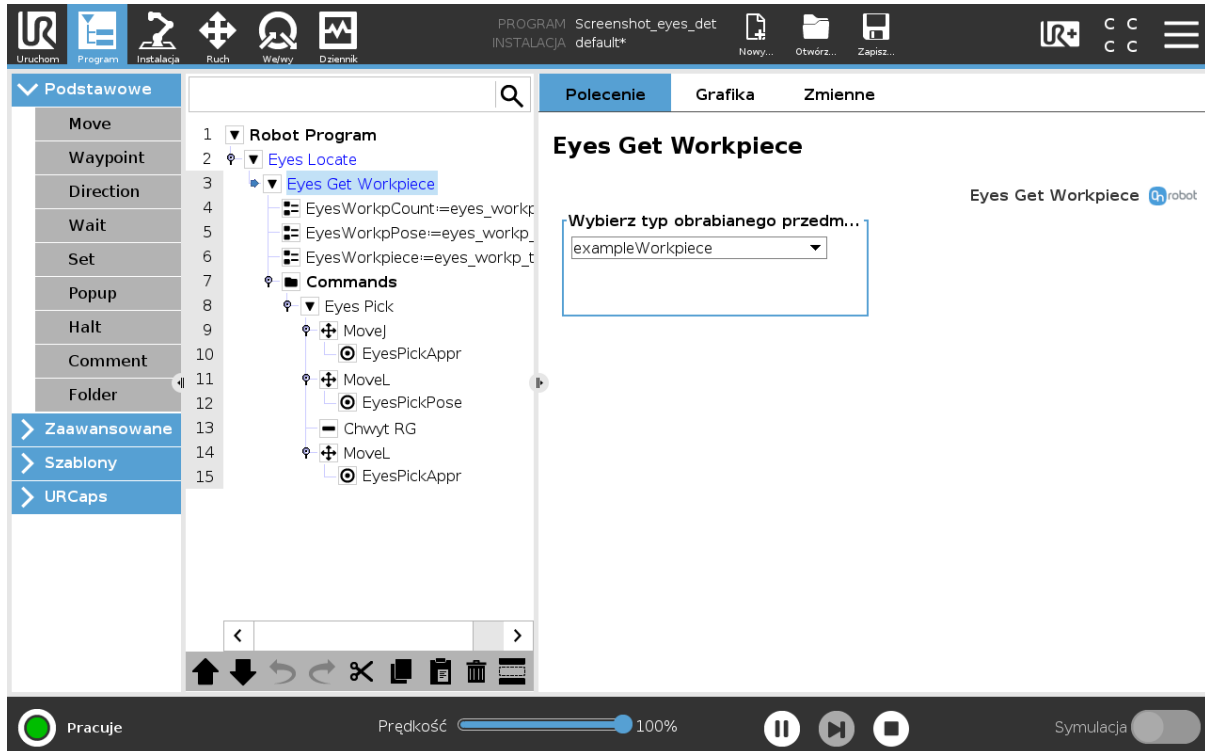 PROGRAM Screenshot_eyes_det
INSTALACJA default*
Uruchom Program Instalacja Ruch We/wy Dziennik Nowy... Otwórz... Zapisz...
UR UR+ C C
C C
Podstawowe
Move
Waypoint
Direction
Wait
Set
Popup
Halt
Comment
Folder
Zaawansowane
Szablony
URCaps
1 Robot Program
2 Eyes Locate
3 Eyes Get Workpiece
4 EyesWorkpCount≔eyes_workp
5 EyesWorkpPose≔eyes_workp_
6 EyesWorkpiece≔eyes_workp_t
7 Commands
8 Eyes Pick
9 MoveJ
10 EyesPickAppr
11 MoveL
12 EyesPickPose
13 Chwyt RG
14 MoveL
15 EyesPickAppr
Polecenie Grafika Zmienne
Eyes Get Workpiece
Eyes Get Workpiece On robot
Wybierz typ obrabianego przedm...
exampleWorkpiece
Pracuje Prędkość 100% Symulacja